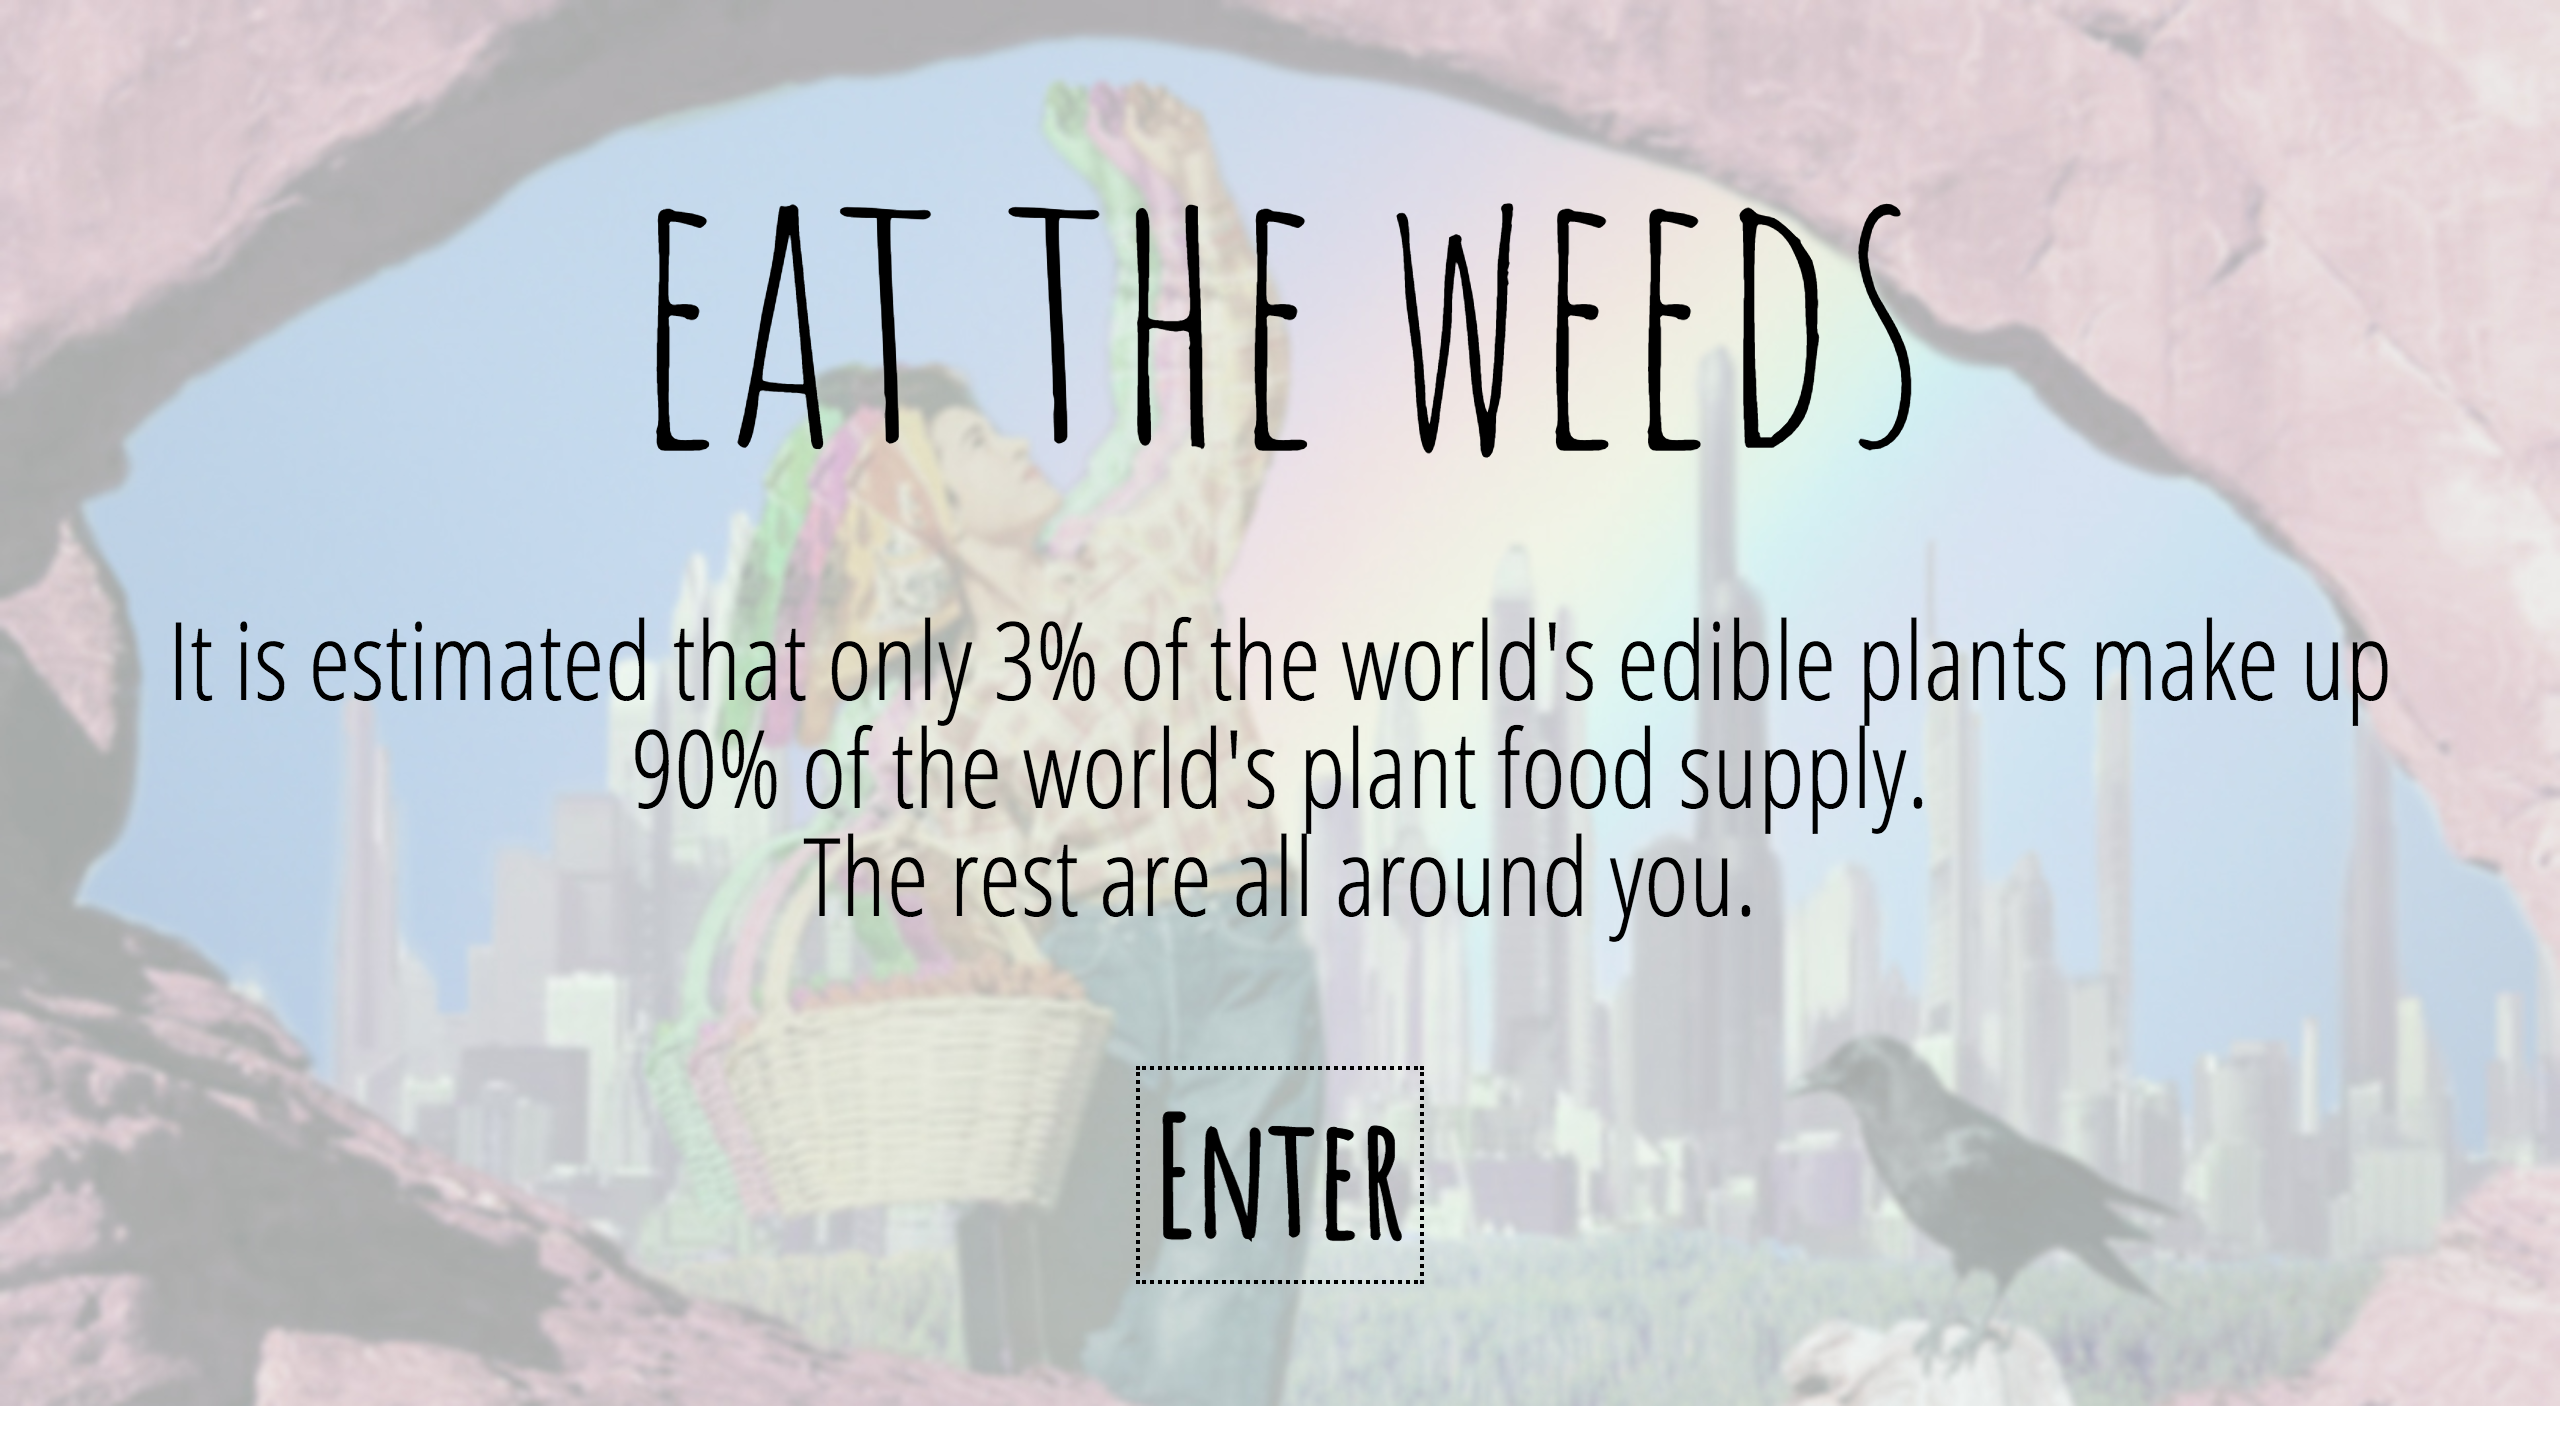 EAT THE WEEDS
It is estimated that only 3% of the world's edible plants make up
90% of the world's plant food supply.
The rest are all around you.
Enter